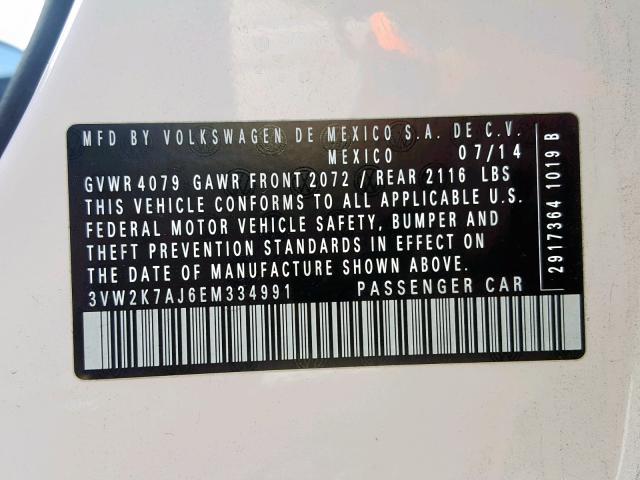 MFD BY VOLKSWAGEN DE MEXICO S.A. DE C.V.
MEXICO 07/14
GVWR 4079 GAWR FRONT 2072 / REAR 2116 LBS
THIS VEHICLE CONFORMS TO ALL APPLICABLE U.S.
FEDERAL MOTOR VEHICLE SAFETY, BUMPER AND
THEFT PREVENTION STANDARDS IN EFFECT ON
THE DATE OF MANUFACTURE SHOWN ABOVE.
3VW2K7AJ6EM334991 PASSENGER CAR
2917364 1019 B